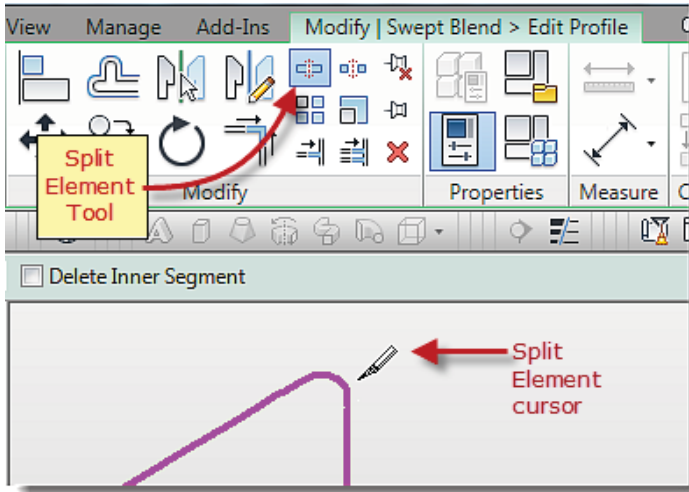 View Manage Add-Ins Modify | Swept Blend > Edit Profile
Split
Element
Tool
Modify Properties Measure
Delete Inner Segment
Split
Element
cursor